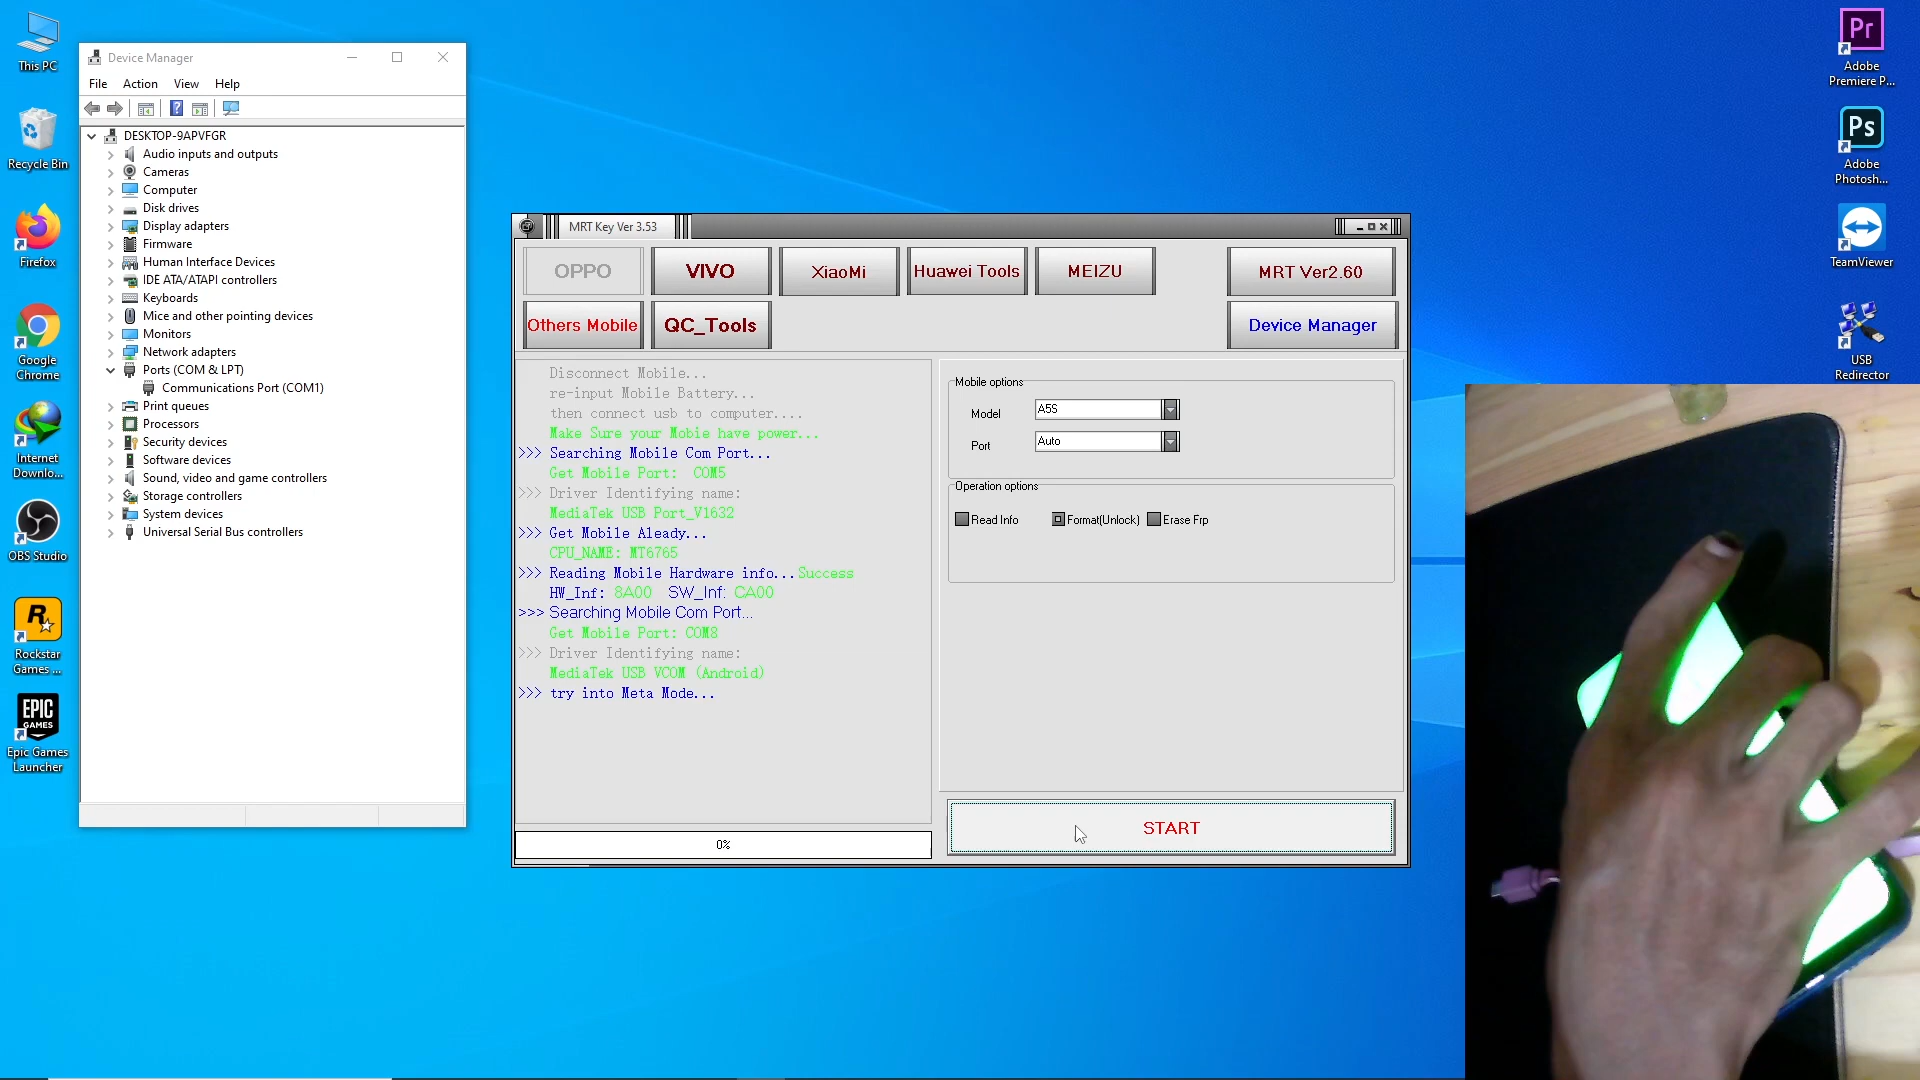 This PC
Recycle Bin
Firefox
Google
Chrome
Internet
Downlo...
OBS Studio
Rockstar
Games ...
EPIC
GAMES
Epic Games
Launcher
Device Manager
File Action View Help
DESKTOP-9APVFGR
Audio inputs and outputs
Cameras
Computer
Disk drives
Display adapters
Firmware
Human Interface Devices
IDE ATA/ATAPI controllers
Keyboards
Mice and other pointing devices
Monitors
Network adapters
Ports (COM & LPT)
Communications Port (COM1)
Print queues
Processors
Security devices
Software devices
Sound, video and game controllers
Storage controllers
System devices
Universal Serial Bus controllers
MRT Key Ver 3.53
OPPO VIVO XiaoMi Huawei Tools MEIZU MRT Ver2.60
Others Mobile QC_Tools Device Manager
Disconnect Mobile...
re-input Mobile Battery...
then connect usb to computer....
Make Sure your Mobie have power...
>>> Searching Mobile Com Port...
Get Mobile Port: COM5
>>> Driver Identifying name:
MediaTek USB Port_V1632
>>> Get Mobile Aleady...
CPU_NAME: MT6765
>>> Reading Mobile Hardware info...Success
HW_Inf: 8A00 SW_Inf: CA00
>>> Searching Mobile Com Port...
Get Mobile Port: COM8
>>> Driver Identifying name:
MediaTek USB VCOM (Android)
>>> try into Meta Mode...
0%
Mobile options
Model A5S
Port Auto
Operation options
Read Info Format(Unlock) Erase Frp
START
Pr
Adobe
Premiere P...
Ps
Adobe
Photosh...
TeamViewer
USB
Redirector